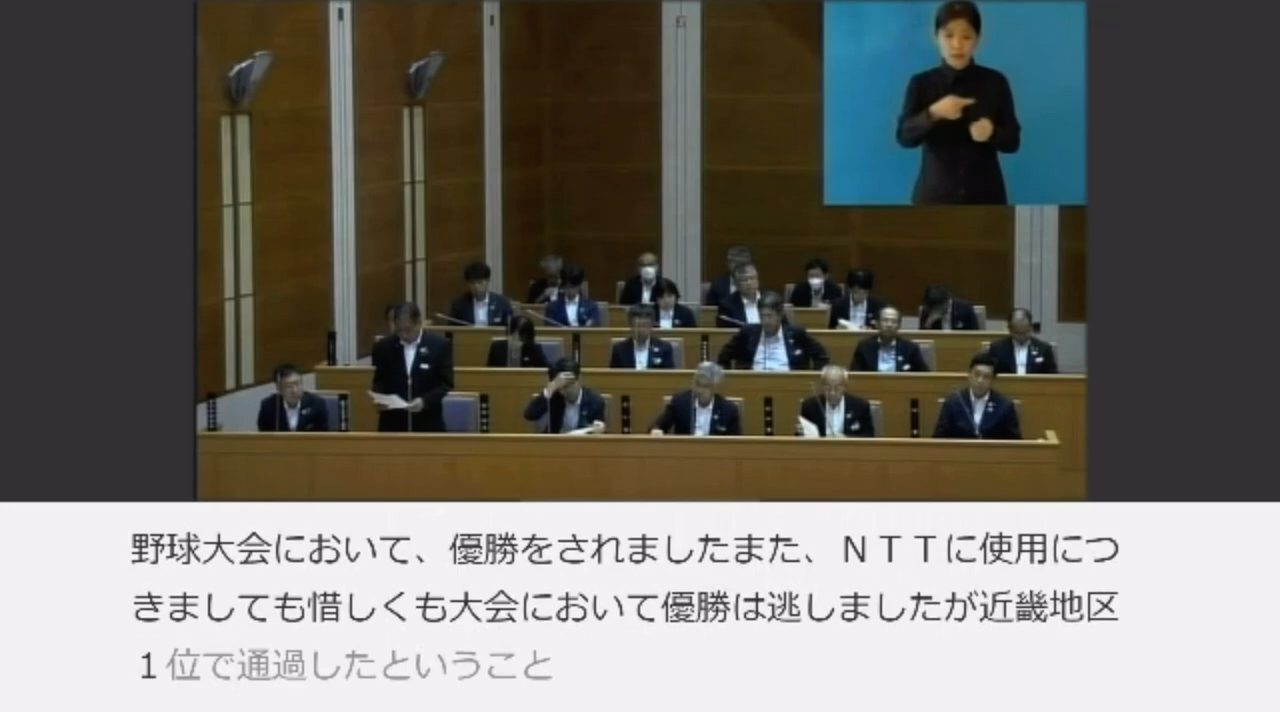 野球大会において、優勝をされましたまた、ＮＴＴに使用につ
きましても惜しくも大会において優勝は逃しましたが近畿地区
１位で通過したということ